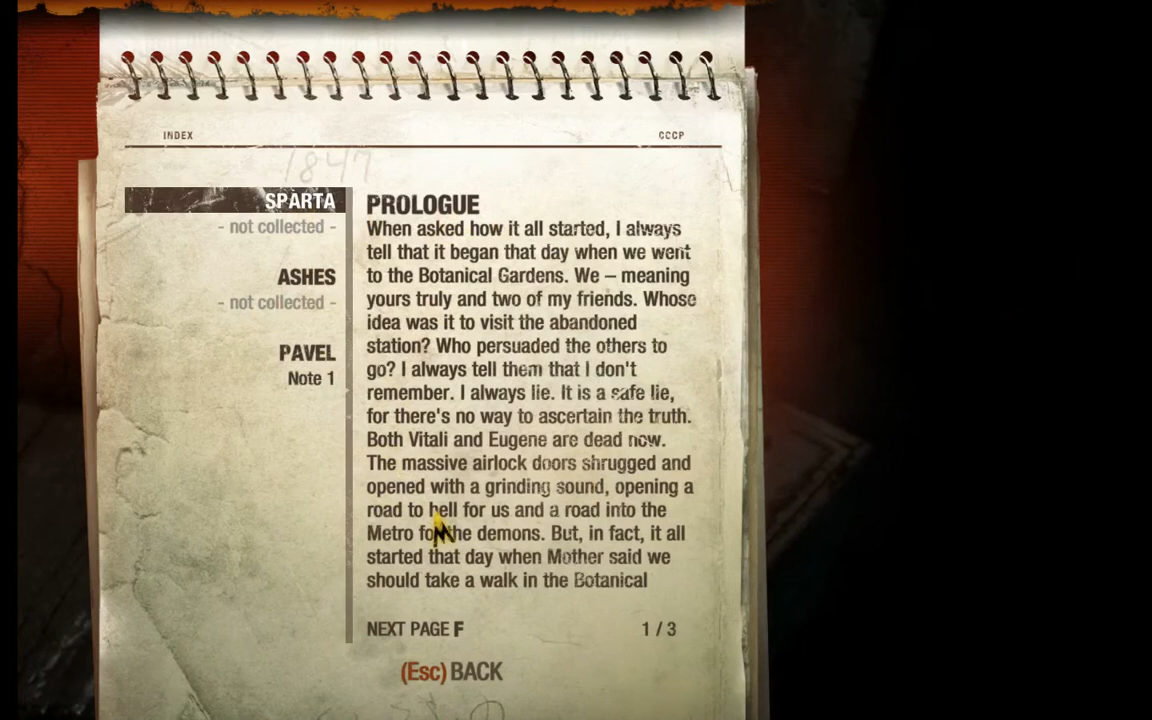 INDEX
CCCP
1847
SPARTA
- not collected -
ASHES
- not collected -
PAVEL
Note 1
PROLOGUE
When asked how it all started, I always
tell that it began that day when we went
to the Botanical Gardens. We – meaning
yours truly and two of my friends. Whose
idea was it to visit the abandoned
station? Who persuaded the others to
go? I always tell them that I don't
remember. I always lie. It is a safe lie,
for there's no way to ascertain the truth.
Both Vitali and Eugene are dead now.
The massive airlock doors shrugged and
opened with a grinding sound, opening a
road to hell for us and a road into the
Metro for the demons. But, in fact, it all
started that day when Mother said we
should take a walk in the Botanical
NEXT PAGE F
1 / 3
(Esc) BACK